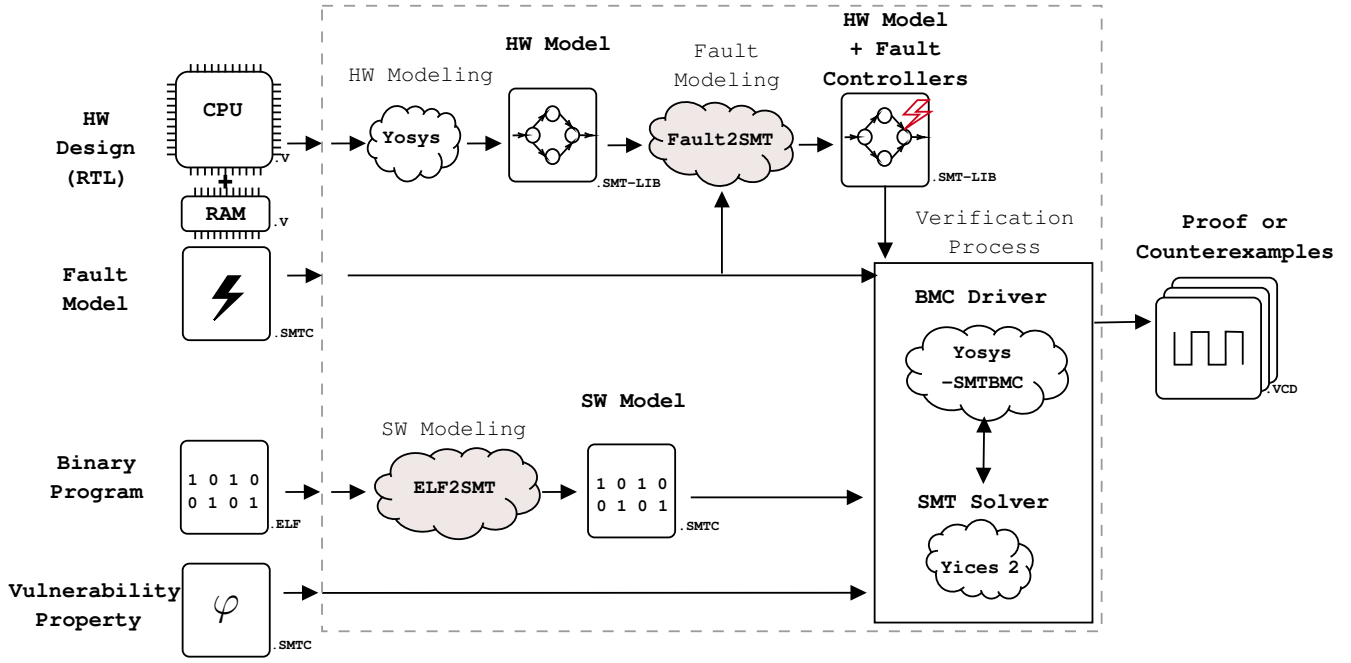 HW Model
+ Fault
Controllers
HW Model
Fault
Modeling
HW Modeling
HW
Design
(RTL)
CPU
.V
+
RAM
.V
Yosys
.SMT-LIB
Fault2SMT
.SMT-LIB
Verification
Process
Fault
Model
.SMTC
BMC Driver
Yosys
-SMTBMC
SMT Solver
Yices 2
Proof or
Counterexamples
.VCD
Binary
Program
1 0 1 0
0 1 0 1
.ELF
SW Modeling
ELF2SMT
SW Model
1 0 1 0
0 1 0 1
.SMTC
Vulnerability
Property
φ
.SMTC